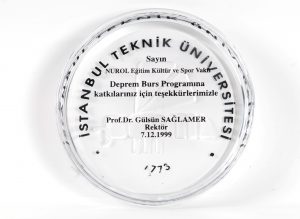 İSTANBUL TEKNİK ÜNİVERSİTESİ
Sayın
NUROL Eğitim Kültür ve Spor Vakfı
Deprem Burs Programına
katkılarınız için teşekkürlerimizle
Prof.Dr. Gülsün SAĞLAMER
Rektör
7.12.1999
1773